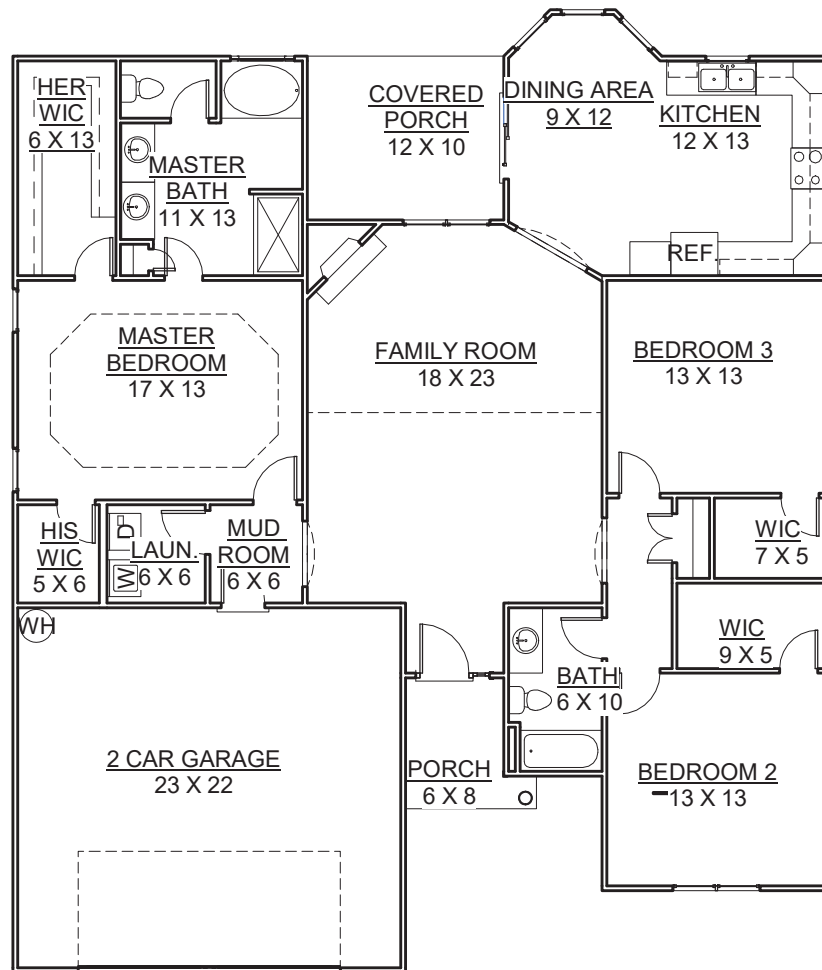 HER
WIC
6 X 13
MASTER
BATH
11 X 13
COVERED
PORCH
12 X 10
DINING AREA
9 X 12
KITCHEN
12 X 13
REF.
MASTER
BEDROOM
17 X 13
FAMILY ROOM
18 X 23
BEDROOM 3
13 X 13
HIS
WIC
5 X 6
D
W
LAUN.
6 X 6
MUD
ROOM
6 X 6
WIC
7 X 5
WH
WIC
9 X 5
BATH
6 X 10
2 CAR GARAGE
23 X 22
PORCH
6 X 8
BEDROOM 2
13 X 13